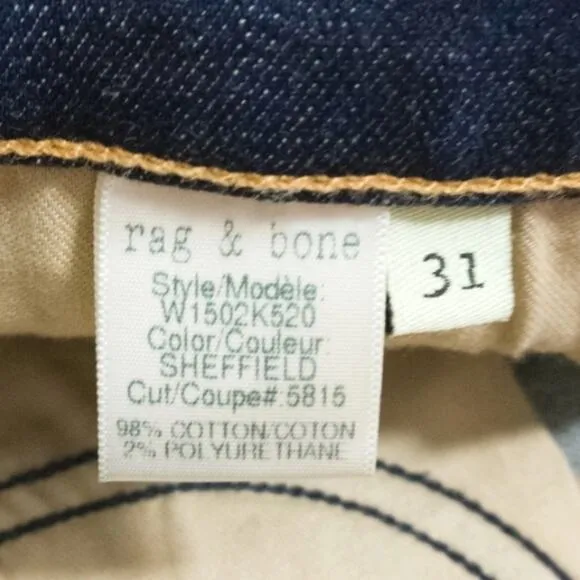 rag & bone
Style/Modèle:
W1502K520
Color/Couleur:
SHEFFIELD
Cut/Coupe#:5815
98% COTTON/COTON
2% POLYURETHANE
31